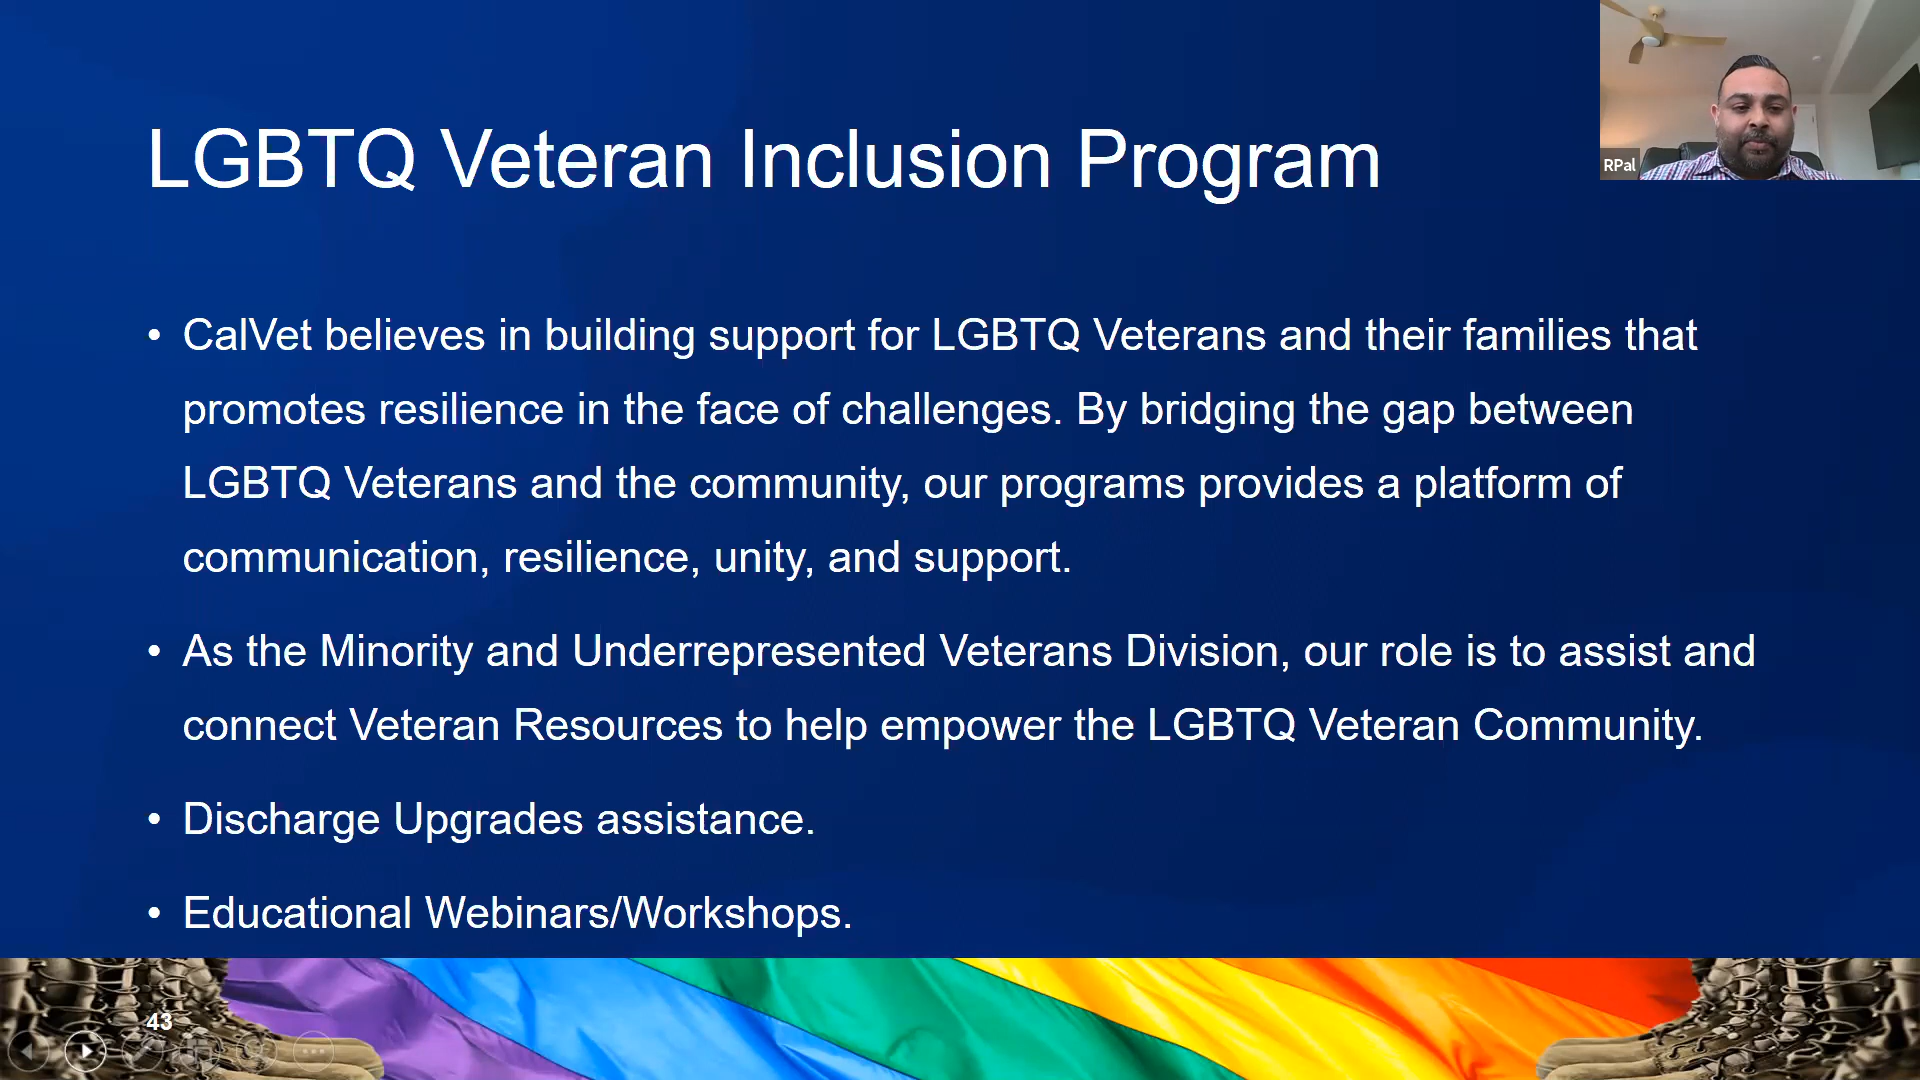 LGBTQ Veteran Inclusion Program
RPal
• CalVet believes in building support for LGBTQ Veterans and their families that
promotes resilience in the face of challenges. By bridging the gap between
LGBTQ Veterans and the community, our programs provides a platform of
communication, resilience, unity, and support.
• As the Minority and Underrepresented Veterans Division, our role is to assist and
connect Veteran Resources to help empower the LGBTQ Veteran Community.
• Discharge Upgrades assistance.
• Educational Webinars/Workshops.
43